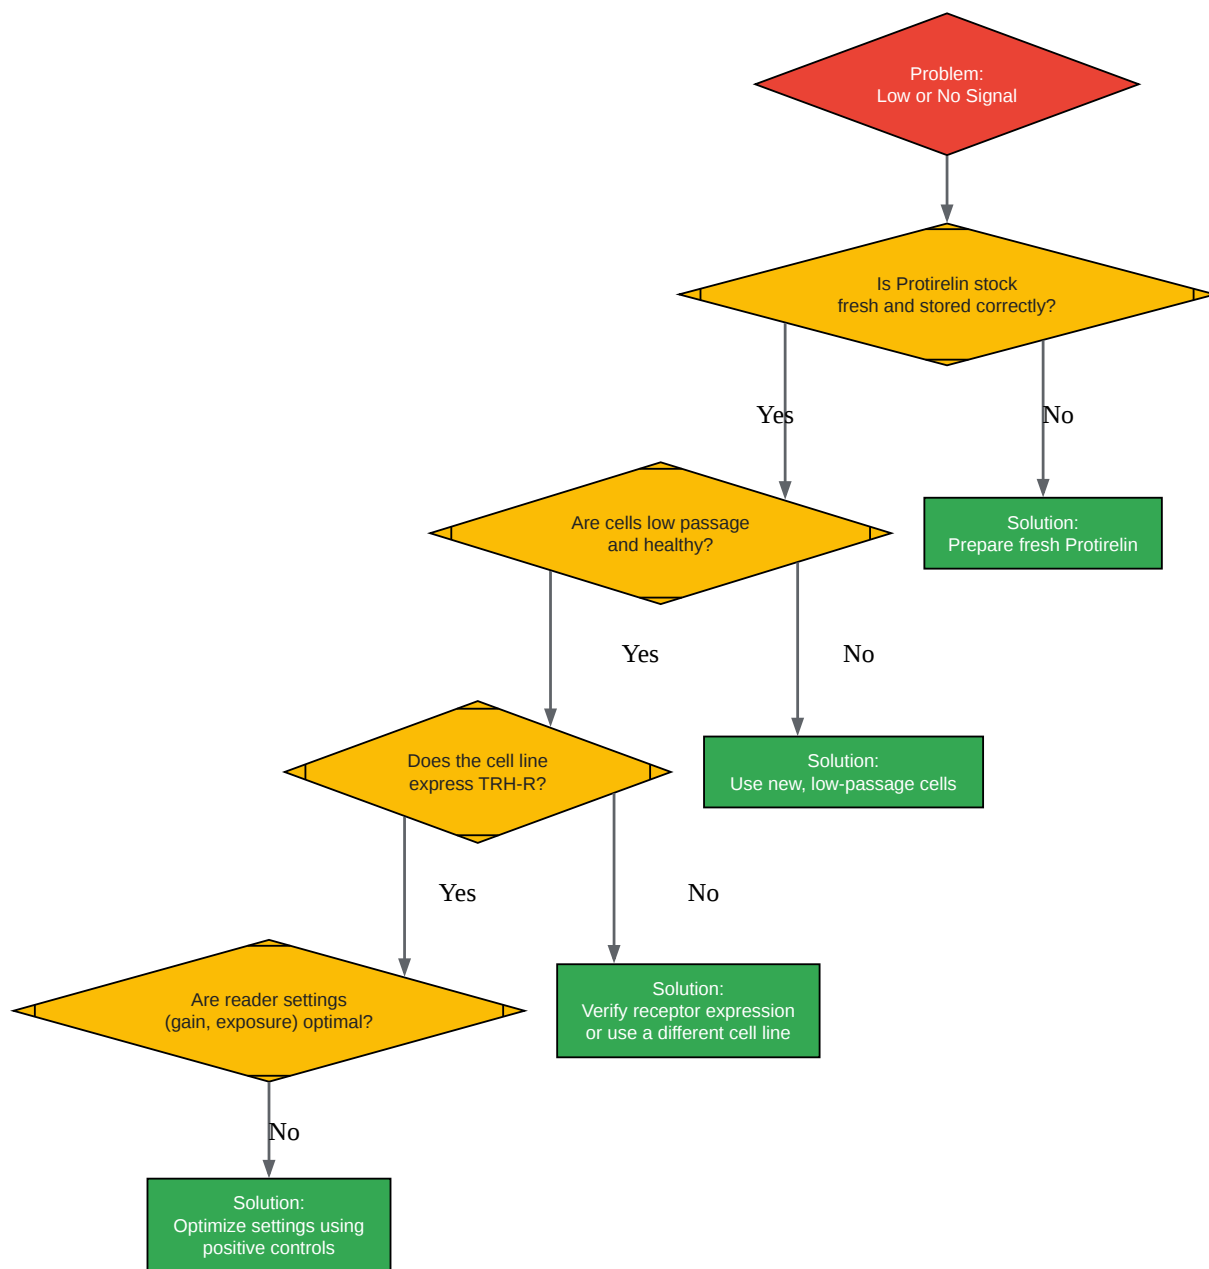 Problem:
Low or No Signal
Is Protirelin stock
fresh and stored correctly?
Yes
No
Are cells low passage
and healthy?
Solution:
Prepare fresh Protirelin
Yes
No
Does the cell line
express TRH-R?
Solution:
Use new, low-passage cells
Yes
No
Are reader settings
(gain, exposure) optimal?
Solution:
Verify receptor expression
or use a different cell line
No
Solution:
Optimize settings using
positive controls